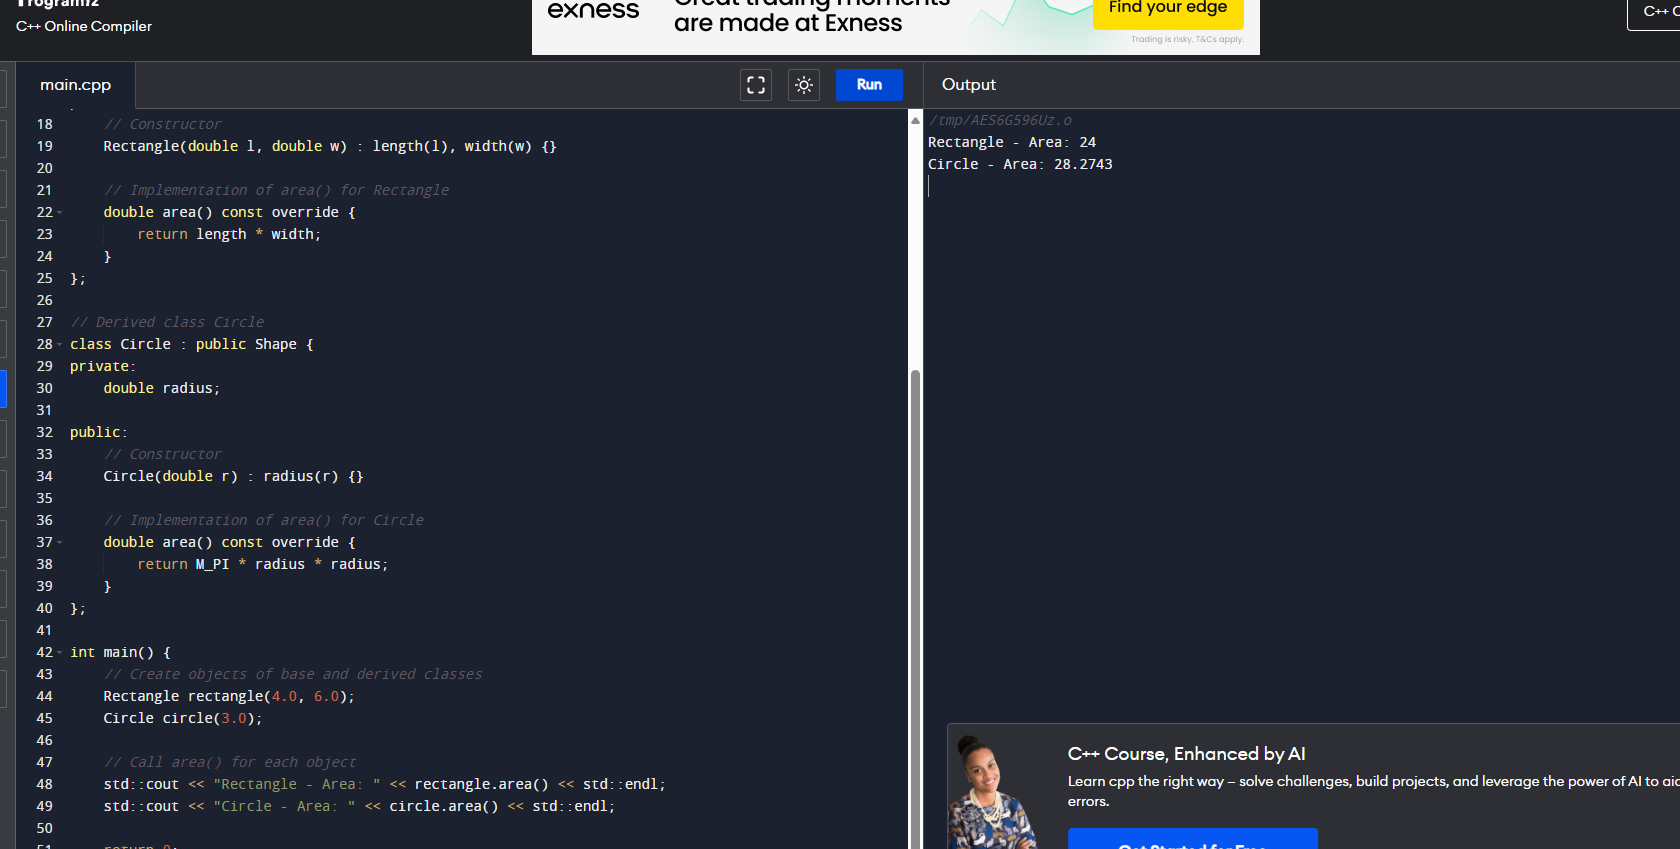 Programiz
C++ Online Compiler
exness
Great trading moments
are made at Exness
Find your edge
Trading is risky. T&Cs apply.
C++ C
main.cpp
Run
Output
18 // Constructor
19 Rectangle(double l, double w) : length(l), width(w) {}
20
21 // Implementation of area() for Rectangle
22 double area() const override {
23 return length * width;
24 }
25 };
26
27 // Derived class Circle
28 class Circle : public Shape {
29 private:
30 double radius;
31
32 public:
33 // Constructor
34 Circle(double r) : radius(r) {}
35
36 // Implementation of area() for Circle
37 double area() const override {
38 return M_PI * radius * radius;
39 }
40 };
41
42 int main() {
43 // Create objects of base and derived classes
44 Rectangle rectangle(4.0, 6.0);
45 Circle circle(3.0);
46
47 // Call area() for each object
48 std::cout << "Rectangle - Area: " << rectangle.area() << std::endl;
49 std::cout << "Circle - Area: " << circle.area() << std::endl;
50
51 return 0;
/tmp/AES6G596Uz.o
Rectangle - Area: 24
Circle - Area: 28.2743
C++ Course, Enhanced by AI
Learn cpp the right way – solve challenges, build projects, and leverage the power of AI to aid
errors.
Get Started for Free